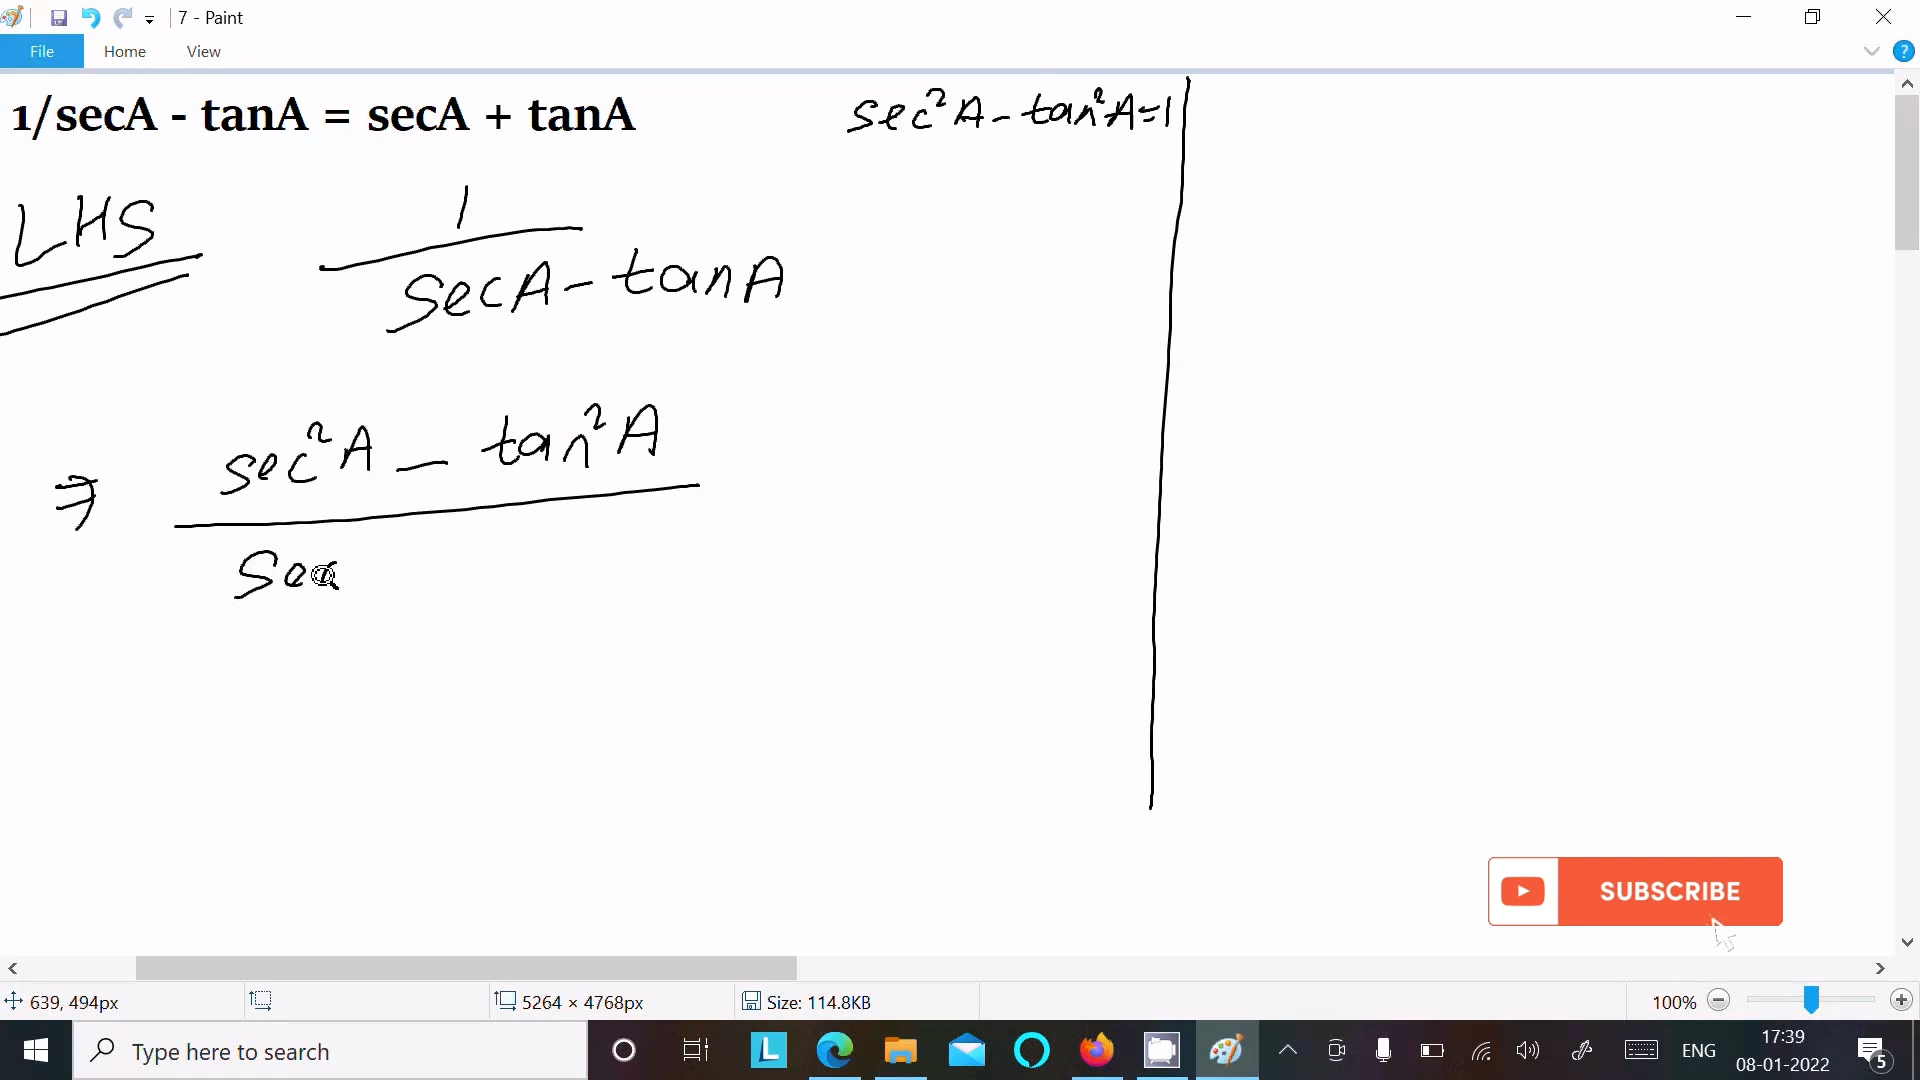 7 - Paint
File Home View
1/secA - tanA = secA + tanA
sec²A - tan²A = 1
LHS
1
secA - tanA
⇒ sec²A - tan²A
Sec
SUBSCRIBE
639, 494px
5264 × 4768px
Size: 114.8KB
100%
Type here to search
L
ENG
17:39
08-01-2022
5